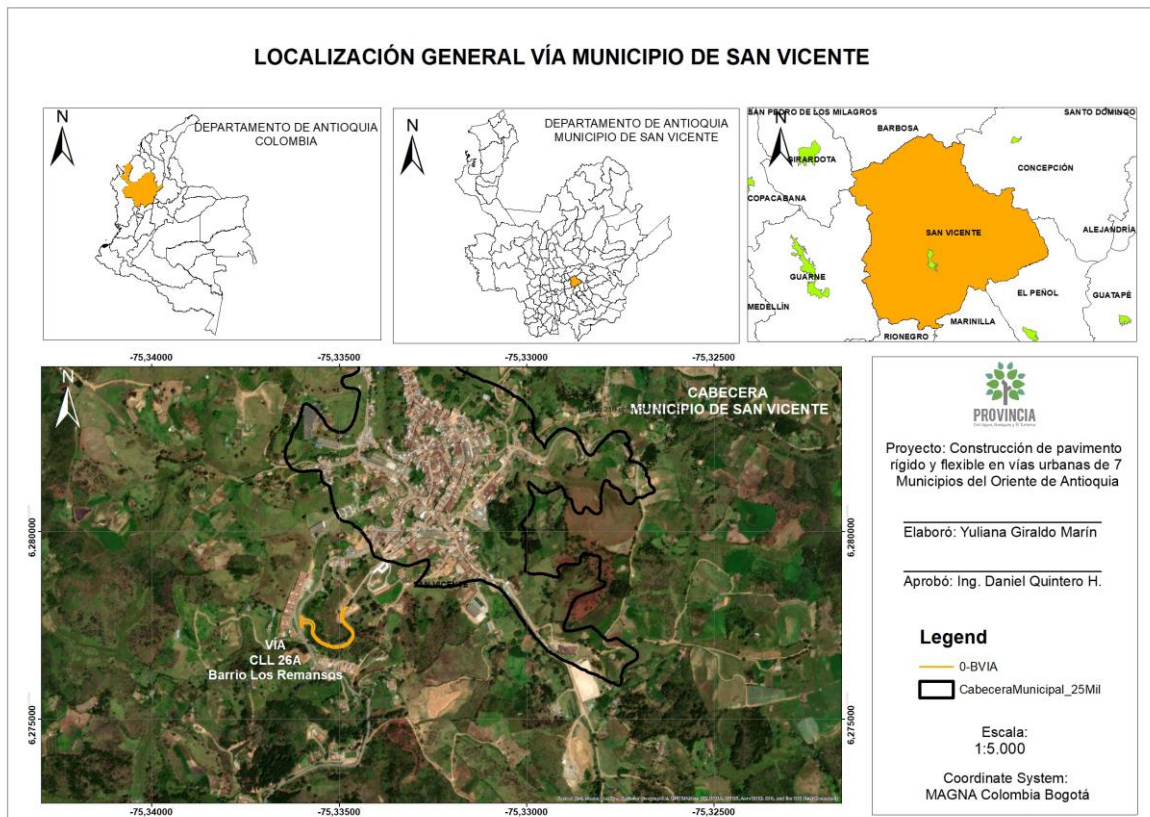 LOCALIZACIÓN GENERAL VÍA MUNICIPIO DE SAN VICENTE
N
DEPARTAMENTO DE ANTIOQUIA
COLOMBIA
N
DEPARTAMENTO DE ANTIOQUIA
MUNICIPIO DE SAN VICENTE
SAN PEDRO DE LOS MILAGROS
SANTO DOMINGO
N
BARBOSA
GIRARDOTA
CONCEPCIÓN
COPACABANA
SAN VICENTE
ALEJANDRÍA
GUARNE
EL PEÑOL
GUATAPÉ
MEDELLÍN
MARINILLA
RIONEGRO
-75,34000
-75,33500
-75,33000
-75,32500
N
CABECERA
MUNICIPIO DE SAN VICENTE
6,280000
6,280000
SAN VICENTE
VÍA
CLL 26A
Barrio Los Remansos
6,275000
6,275000
-75,34000
-75,33500
-75,33000
-75,32500
PROVINCIA
Proyecto: Construcción de pavimento
rígido y flexible en vías urbanas de 7
Municipios del Oriente de Antioquia
Elaboró: Yuliana Giraldo Marín
Aprobó: Ing. Daniel Quintero H.
Legend
0-BVIA
CabeceraMunicipal_25Mil
Escala:
1:5.000
Coordinate System:
MAGNA Colombia Bogotá